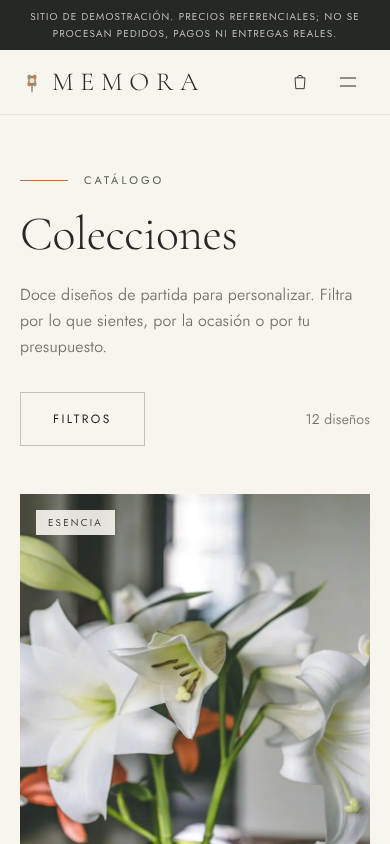 SITIO DE DEMOSTRACIÓN. PRECIOS REFERENCIALES; NO SE
PROCESAN PEDIDOS, PAGOS NI ENTREGAS REALES.
MEMORA
CATÁLOGO
Colecciones
Doce diseños de partida para personalizar. Filtra
por lo que sientes, por la ocasión o por tu
presupuesto.
FILTROS
12 diseños
ESENCIA